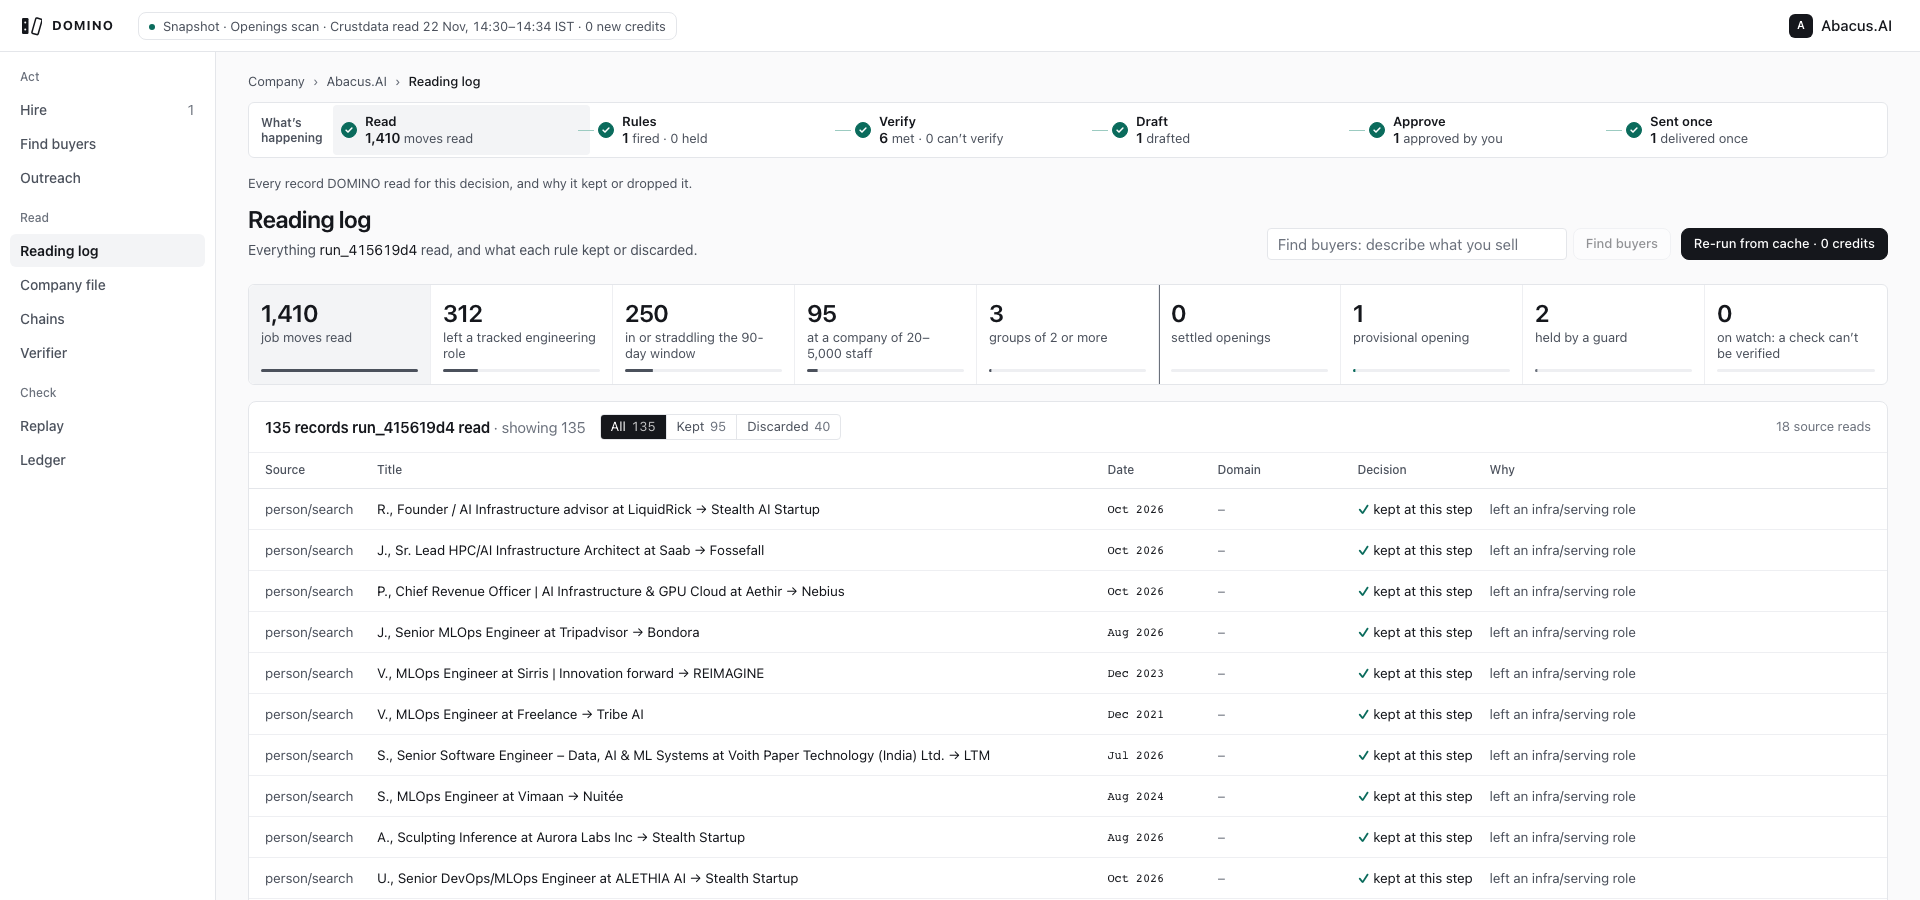 DOMINO
Snapshot · Openings scan · Crustdata read 22 Nov, 14:30–14:34 IST · 0 new credits
A
Abacus.AI
Act
Hire 1
Find buyers
Outreach
Read
Reading log
Company file
Chains
Verifier
Check
Replay
Ledger
Company › Abacus.AI › Reading log
What's happening
Read
1,410 moves read
Rules
1 fired · 0 held
Verify
6 met · 0 can't verify
Draft
1 drafted
Approve
1 approved by you
Sent once
1 delivered once
Every record DOMINO read for this decision, and why it kept or dropped it.
Reading log
Everything run_415619d4 read, and what each rule kept or discarded.
Find buyers: describe what you sell
Find buyers
Re-run from cache · 0 credits
1,410
job moves read
312
left a tracked engineering
role
250
in or straddling the 90-
day window
95
at a company of 20–
5,000 staff
3
groups of 2 or more
0
settled openings
1
provisional opening
2
held by a guard
0
on watch: a check can't
be verified
135 records run_415619d4 read · showing 135
All 135
Kept 95
Discarded 40
18 source reads
Source Title Date Domain Decision Why
person/search R., Founder / AI Infrastructure advisor at LiquidRick → Stealth AI Startup Oct 2026 – ✓ kept at this step left an infra/serving role
person/search J., Sr. Lead HPC/AI Infrastructure Architect at Saab → Fossefall Oct 2026 – ✓ kept at this step left an infra/serving role
person/search P., Chief Revenue Officer | AI Infrastructure & GPU Cloud at Aethir → Nebius Oct 2026 – ✓ kept at this step left an infra/serving role
person/search J., Senior MLOps Engineer at Tripadvisor → Bondora Aug 2026 – ✓ kept at this step left an infra/serving role
person/search V., MLOps Engineer at Sirris | Innovation forward → REIMAGINE Dec 2023 – ✓ kept at this step left an infra/serving role
person/search V., MLOps Engineer at Freelance → Tribe AI Dec 2021 – ✓ kept at this step left an infra/serving role
person/search S., Senior Software Engineer – Data, AI & ML Systems at Voith Paper Technology (India) Ltd. → LTM Jul 2026 – ✓ kept at this step left an infra/serving role
person/search S., MLOps Engineer at Vimaan → Nuitée Aug 2024 – ✓ kept at this step left an infra/serving role
person/search A., Sculpting Inference at Aurora Labs Inc → Stealth Startup Aug 2026 – ✓ kept at this step left an infra/serving role
person/search U., Senior DevOps/MLOps Engineer at ALETHIA AI → Stealth Startup Oct 2026 – ✓ kept at this step left an infra/serving role